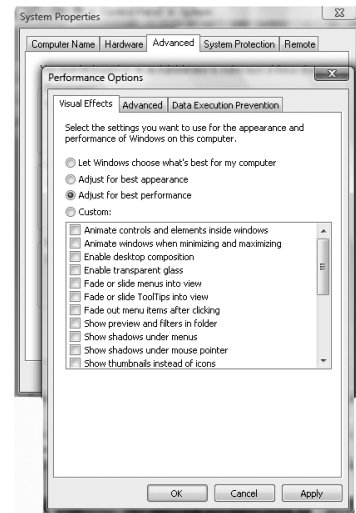 System Properties
Computer Name Hardware Advanced System Protection Remote
Performance Options
Visual Effects Advanced Data Execution Prevention
Select the settings you want to use for the appearance and
performance of Windows on this computer.
Let Windows choose what's best for my computer
Adjust for best appearance
Adjust for best performance
Custom:
Animate controls and elements inside windows
Animate windows when minimizing and maximizing
Enable desktop composition
Enable transparent glass
Fade or slide menus into view
Fade or slide ToolTips into view
Fade out menu items after clicking
Show preview and filters in folder
Show shadows under menus
Show shadows under mouse pointer
Show thumbnails instead of icons
OK Cancel Apply